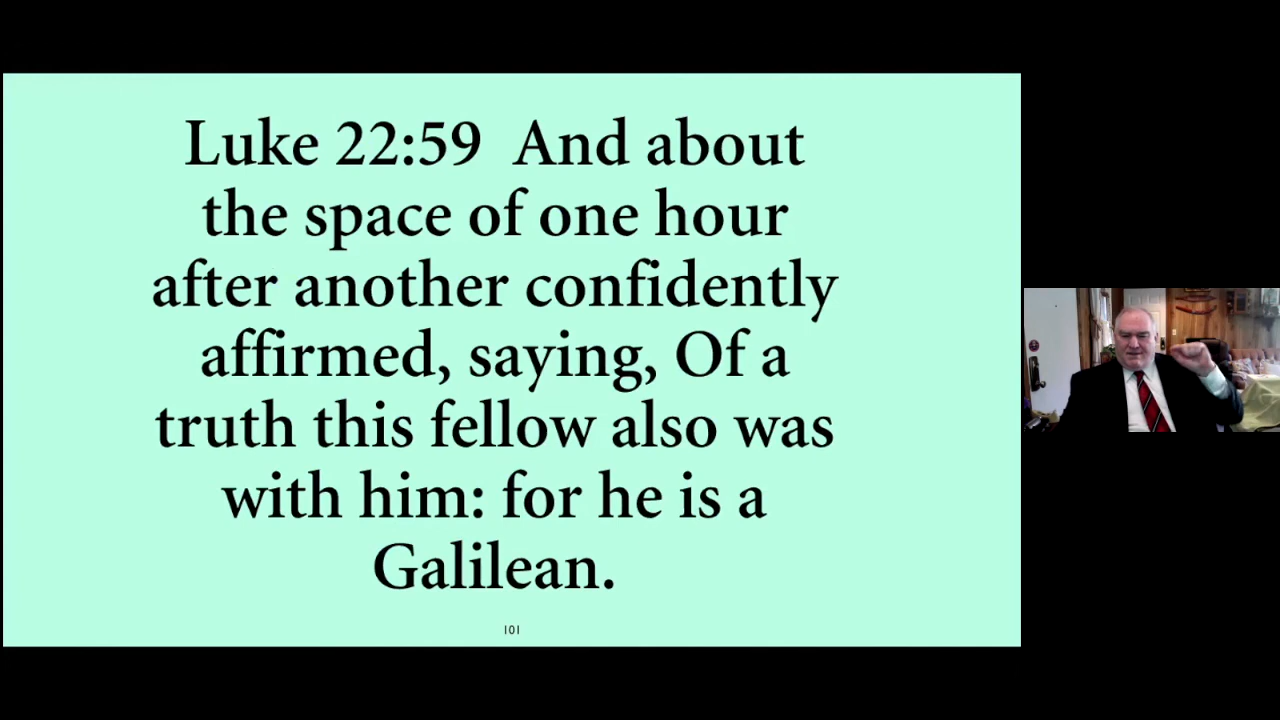 Luke 22:59  And about
the space of one hour
after another confidently
affirmed, saying, Of a
truth this fellow also was
with him: for he is a
Galilean.
101